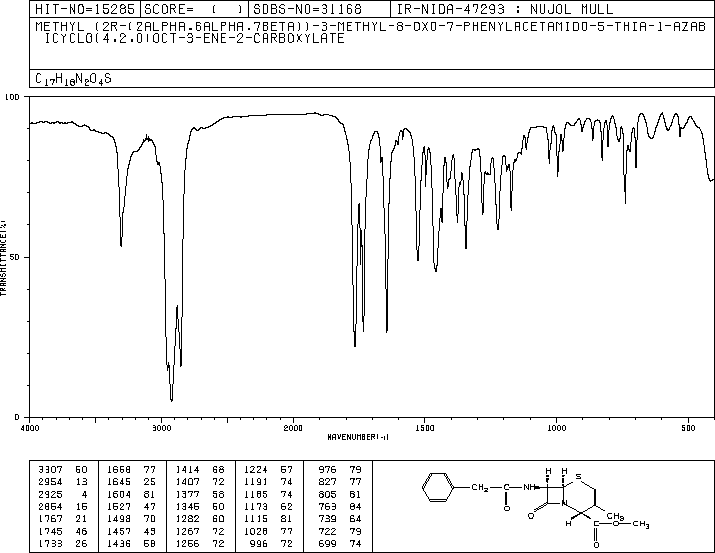 HIT-NO=15285 SCORE= ( ) SDBS-NO=31168 IR-NIDA-47293 : NUJOL MULL
METHYL (2R-(2ALPHA.6ALPHA.7BETA))-3-METHYL-8-OXO-7-PHENYLACETAMIDO-5-THIA-1-AZAB
ICYCLO(4.2.0)OCT-3-ENE-2-CARBOXYLATE
C17H18N2O4S
100
50
0
TRANSMITTANCE(%)
4000 3000 2000 1500 1000 500
WAVENUMBER(-1)
3307 50 1668 77 1414 68 1224 57 976 79
2954 13 1645 25 1407 72 1191 74 827 77
2925 4 1604 81 1377 58 1185 74 805 81
2854 15 1527 47 1345 50 1173 62 763 84
1767 21 1498 70 1282 60 1115 81 739 64
1745 46 1457 43 1267 72 1028 77 722 79
1733 26 1436 58 1256 72 996 72 699 74
H H
S
CH2 C NH
O
N
O
H
CH3
C O CH3
O